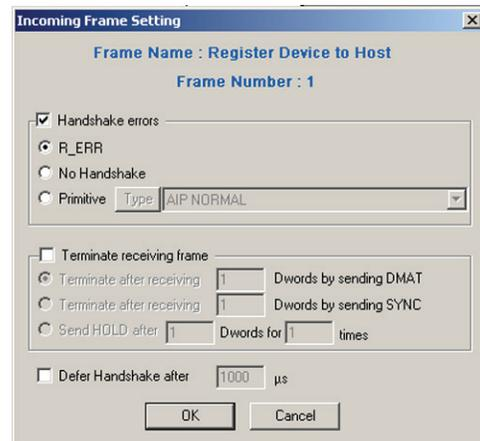 Incoming Frame Setting
Frame Name : Register Device to Host
Frame Number : 1
Handshake errors
R_ERR
No Handshake
Primitive Type AIP NORMAL
Terminate receiving frame
Terminate after receiving 1 Dwords by sending DMAT
Terminate after receiving 1 Dwords by sending SYNC
Send HOLD after 1 Dwords for 1 times
Defer Handshake after 1000 µs
OK Cancel